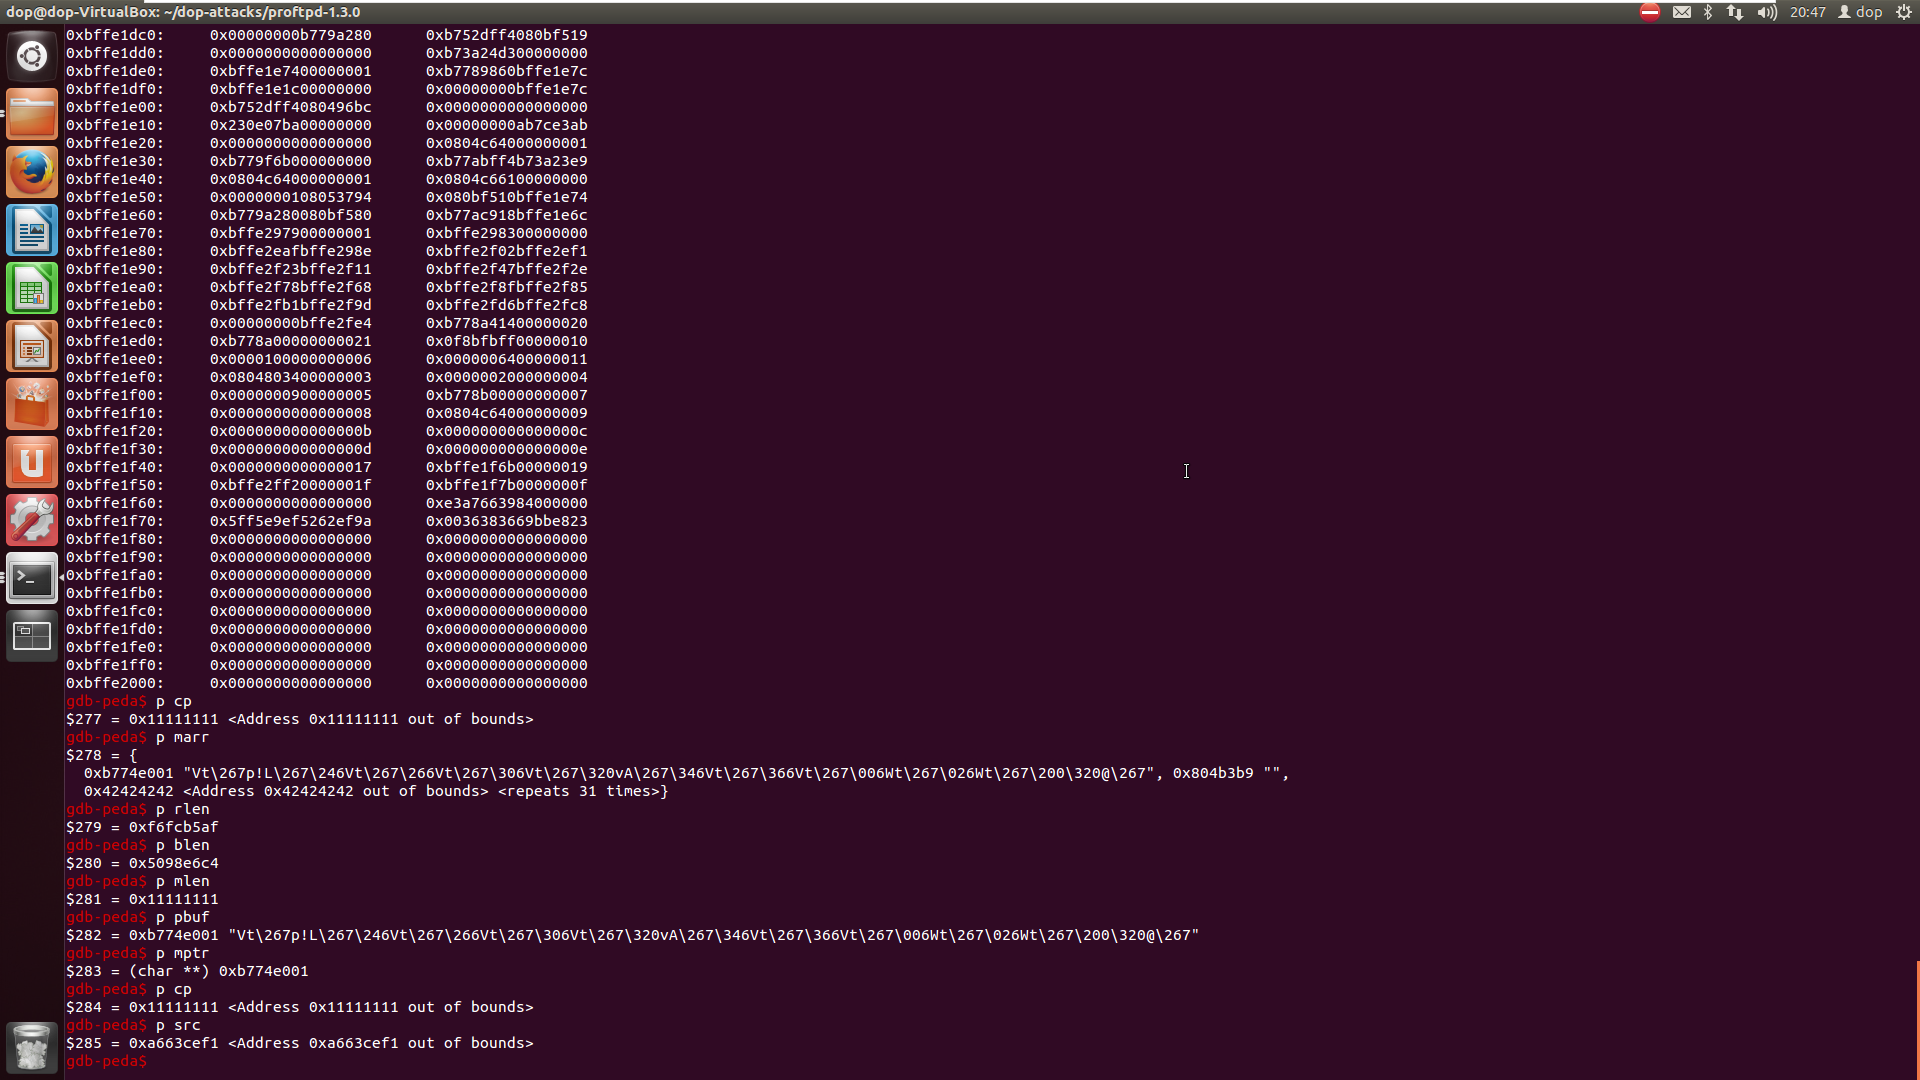 dop@dop-VirtualBox: ~/dop-attacks/proftpd-1.3.0 20:47 dop
0xbffe1dc0: 0x00000000b779a280 0xb752dff4080bf519
0xbffe1dd0: 0x0000000000000000 0xb73a24d300000000
0xbffe1de0: 0xbffe1e7400000001 0xb7789860bffe1e7c
0xbffe1df0: 0xbffe1e1c00000000 0x00000000bffe1e7c
0xbffe1e00: 0xb752dff4080496bc 0x0000000000000000
0xbffe1e10: 0x230e07ba00000000 0x00000000ab7ce3ab
0xbffe1e20: 0x0000000000000000 0x0804c64000000001
0xbffe1e30: 0xb779f6b000000000 0xb77abff4b73a23e9
0xbffe1e40: 0x0804c64000000001 0x0804c66100000000
0xbffe1e50: 0x0000000108053794 0x080bf510bffe1e74
0xbffe1e60: 0xb779a280080bf580 0xb77ac918bffe1e6c
0xbffe1e70: 0xbffe297900000001 0xbffe298300000000
0xbffe1e80: 0xbffe2eafbffe298e 0xbffe2f02bffe2ef1
0xbffe1e90: 0xbffe2f23bffe2f11 0xbffe2f47bffe2f2e
0xbffe1ea0: 0xbffe2f78bffe2f68 0xbffe2f8fbffe2f85
0xbffe1eb0: 0xbffe2fb1bffe2f9d 0xbffe2fd6bffe2fc8
0xbffe1ec0: 0x00000000bffe2fe4 0xb778a41400000020
0xbffe1ed0: 0xb778a00000000021 0x0f8bfbff00000010
0xbffe1ee0: 0x0000100000000006 0x0000006400000011
0xbffe1ef0: 0x0804803400000003 0x0000002000000004
0xbffe1f00: 0x0000000900000005 0xb778b00000000007
0xbffe1f10: 0x0000000000000008 0x0804c64000000009
0xbffe1f20: 0x000000000000000b 0x000000000000000c
0xbffe1f30: 0x000000000000000d 0x000000000000000e
0xbffe1f40: 0x0000000000000017 0xbffe1f6b00000019
0xbffe1f50: 0xbffe2ff20000001f 0xbffe1f7b0000000f
0xbffe1f60: 0x0000000000000000 0xe3a7663984000000
0xbffe1f70: 0x5ff5e9ef5262ef9a 0x0036383669bbe823
0xbffe1f80: 0x0000000000000000 0x0000000000000000
0xbffe1f90: 0x0000000000000000 0x0000000000000000
0xbffe1fa0: 0x0000000000000000 0x0000000000000000
0xbffe1fb0: 0x0000000000000000 0x0000000000000000
0xbffe1fc0: 0x0000000000000000 0x0000000000000000
0xbffe1fd0: 0x0000000000000000 0x0000000000000000
0xbffe1fe0: 0x0000000000000000 0x0000000000000000
0xbffe1ff0: 0x0000000000000000 0x0000000000000000
0xbffe2000: 0x0000000000000000 0x0000000000000000
gdb-peda$ p cp
$277 = 0x11111111 <Address 0x11111111 out of bounds>
gdb-peda$ p marr
$278 = {
0xb774e001 "Vt\267p!L\267\246Vt\267\266Vt\267\306Vt\267\320vA\267\346Vt\267\366Vt\267\006Wt\267\026Wt\267\200\320@\267", 0x804b3b9 "",
0x42424242 <Address 0x42424242 out of bounds> <repeats 31 times>}
gdb-peda$ p rlen
$279 = 0xf6fcb5af
gdb-peda$ p blen
$280 = 0x5098e6c4
gdb-peda$ p mlen
$281 = 0x11111111
gdb-peda$ p pbuf
$282 = 0xb774e001 "Vt\267p!L\267\246Vt\267\266Vt\267\306Vt\267\320vA\267\346Vt\267\366Vt\267\006Wt\267\026Wt\267\200\320@\267"
gdb-peda$ p mptr
$283 = (char **) 0xb774e001
gdb-peda$ p cp
$284 = 0x11111111 <Address 0x11111111 out of bounds>
gdb-peda$ p src
$285 = 0xa663cef1 <Address 0xa663cef1 out of bounds>
gdb-peda$